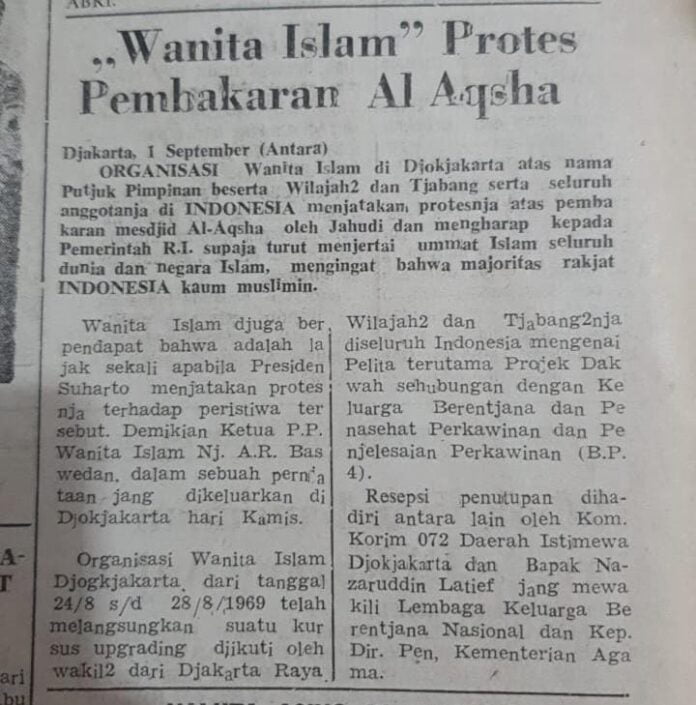 ABRI.
„Wanita Islam” Protes
Pembakaran Al Aqsha
Djakarta, 1 September (Antara)
ORGANISASI Wanita Islam di Djokjakarta atas nama
Putjuk Pimpinan beserta Wilajah2 dan Tjabang serta seluruh
anggotanja di INDONESIA menjatakan protesnja atas pemba
karan mesdjid Al-Aqsha oleh Jahudi dan mengharap kepada
Pemerintah R.I. supaja turut menjertai ummat Islam seluruh
dunia dan negara Islam, mengingat bahwa majoritas rakjat
INDONESIA kaum muslimin.
Wanita Islam djuga ber
pendapat bahwa adalah la
jak sekali apabila Presiden
Suharto menjatakan protes
nja terhadap peristiwa ter
sebut. Demikian Ketua P.P.
Wanita Islam Nj. A.R. Bas
wedan, dalam sebuah pernja
taan jang dikeluarkan di
Djokjakarta hari Kamis.
Organisasi Wanita Islam
Djogkjakarta, dari tanggal
24/8 s/d 28/8/1969 telah
melangsungkan suatu kur
sus upgrading djikuti oleh
wakil2 dari Djakarta Raya
Wilajah2 dan Tjabang2nja
diseluruh Indonesia mengenai
Pelita terutama Projek Dak
wah sehubungan dengan Ke
luarga Berentjana dan Pe
nasehat Perkawinan dan Pe
njelesaian Perkawinan (B.P.
4).
Resepsi penutupan diha-
diri antara lain oleh Kom.
Korim 072 Daerah Istimewa
Djokjakarta dan Bapak Na-
zaruddin Latief jang mewa
kili Lembaga Keluarga Be
rentjana Nasional dan Kep.
Dir. Pen, Kementerian Aga
ma.
A-
T
ari
bu